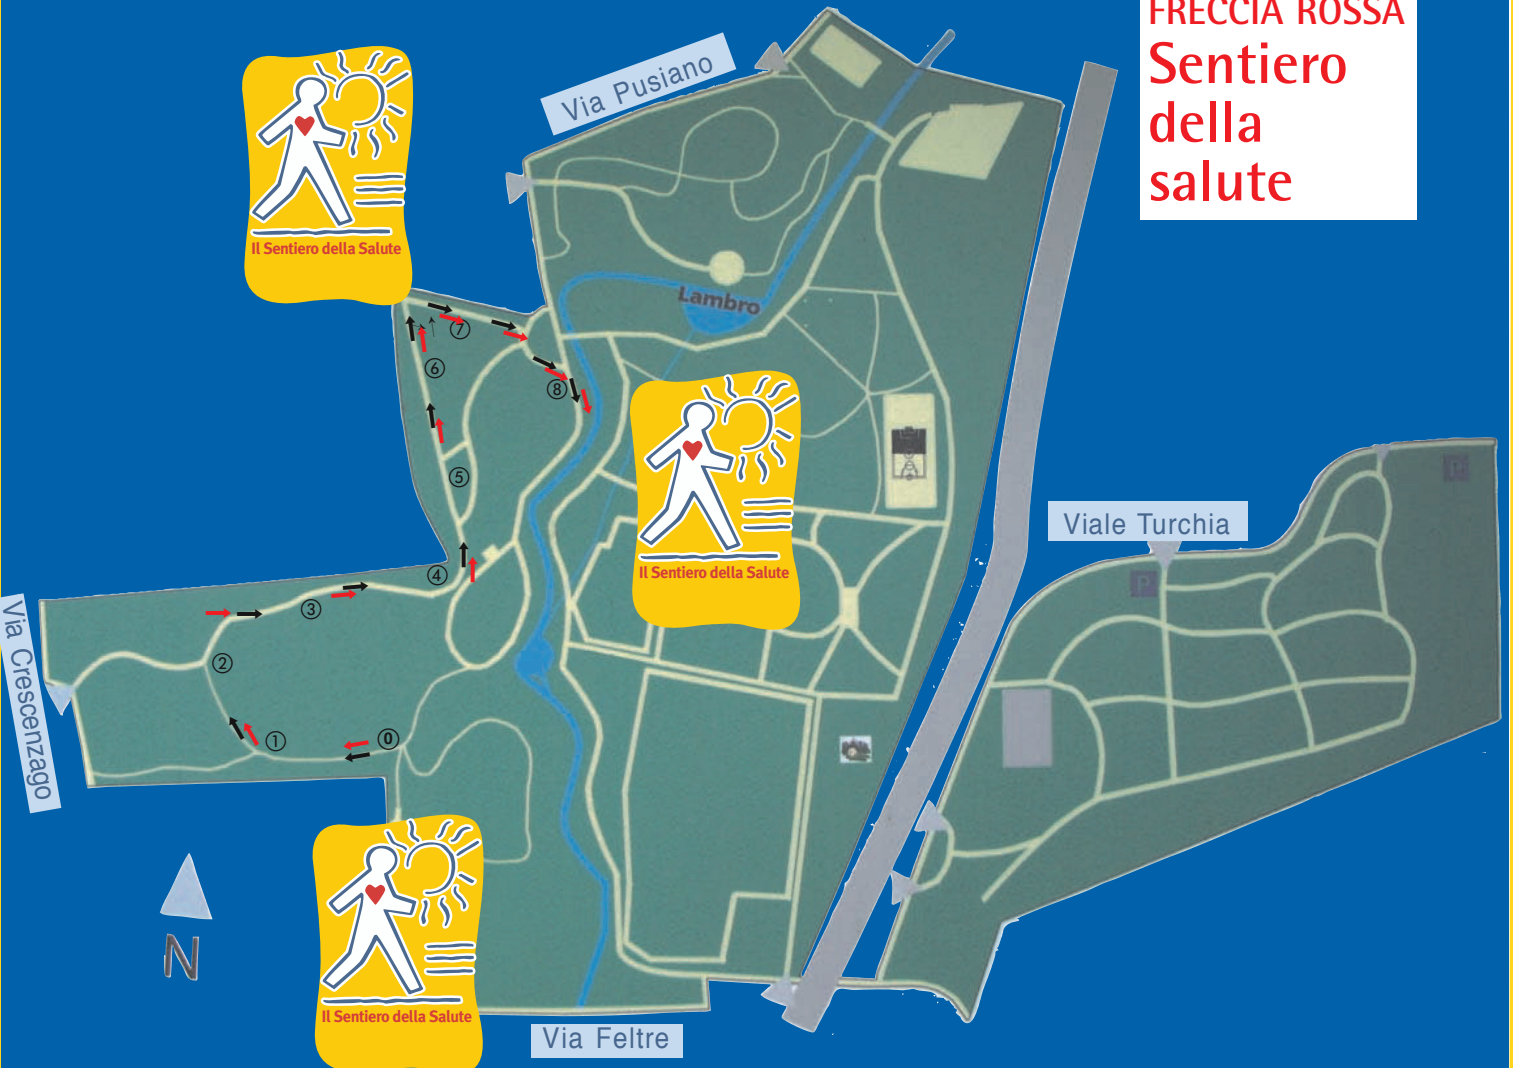 FRECCIA ROSSA
Sentiero
della
salute
Via Pusiano
Il Sentiero della Salute
Lambro
⑦
⑥
⑧
⑤
Viale Turchia
Il Sentiero della Salute
④
P
③
Via Crescenzago
②
①
⓪
N
Il Sentiero della Salute
Via Feltre